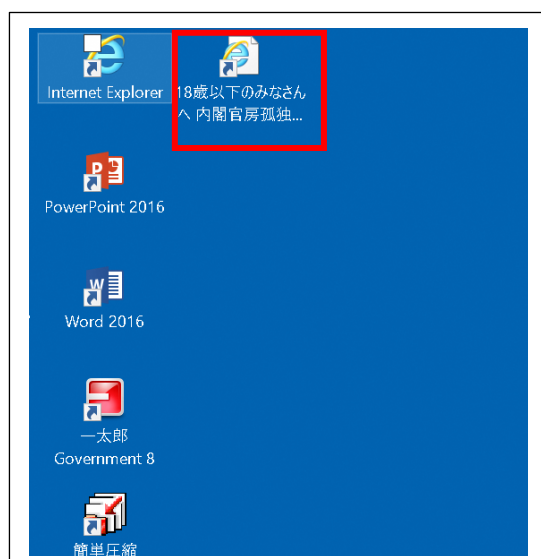 Internet Explorer
18歳以下のみなさん
へ 内閣官房孤独...
PowerPoint 2016
Word 2016
一太郎
Government 8
簡単圧縮